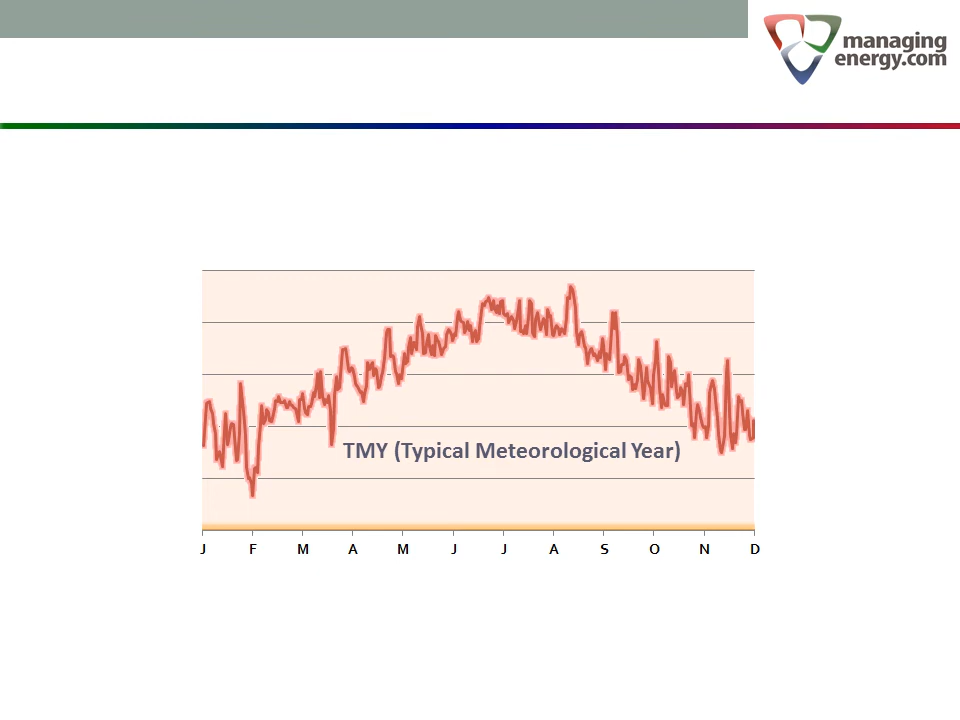 managing
energy.com
TMY (Typical Meteorological Year)
J F M A M J J A S O N D